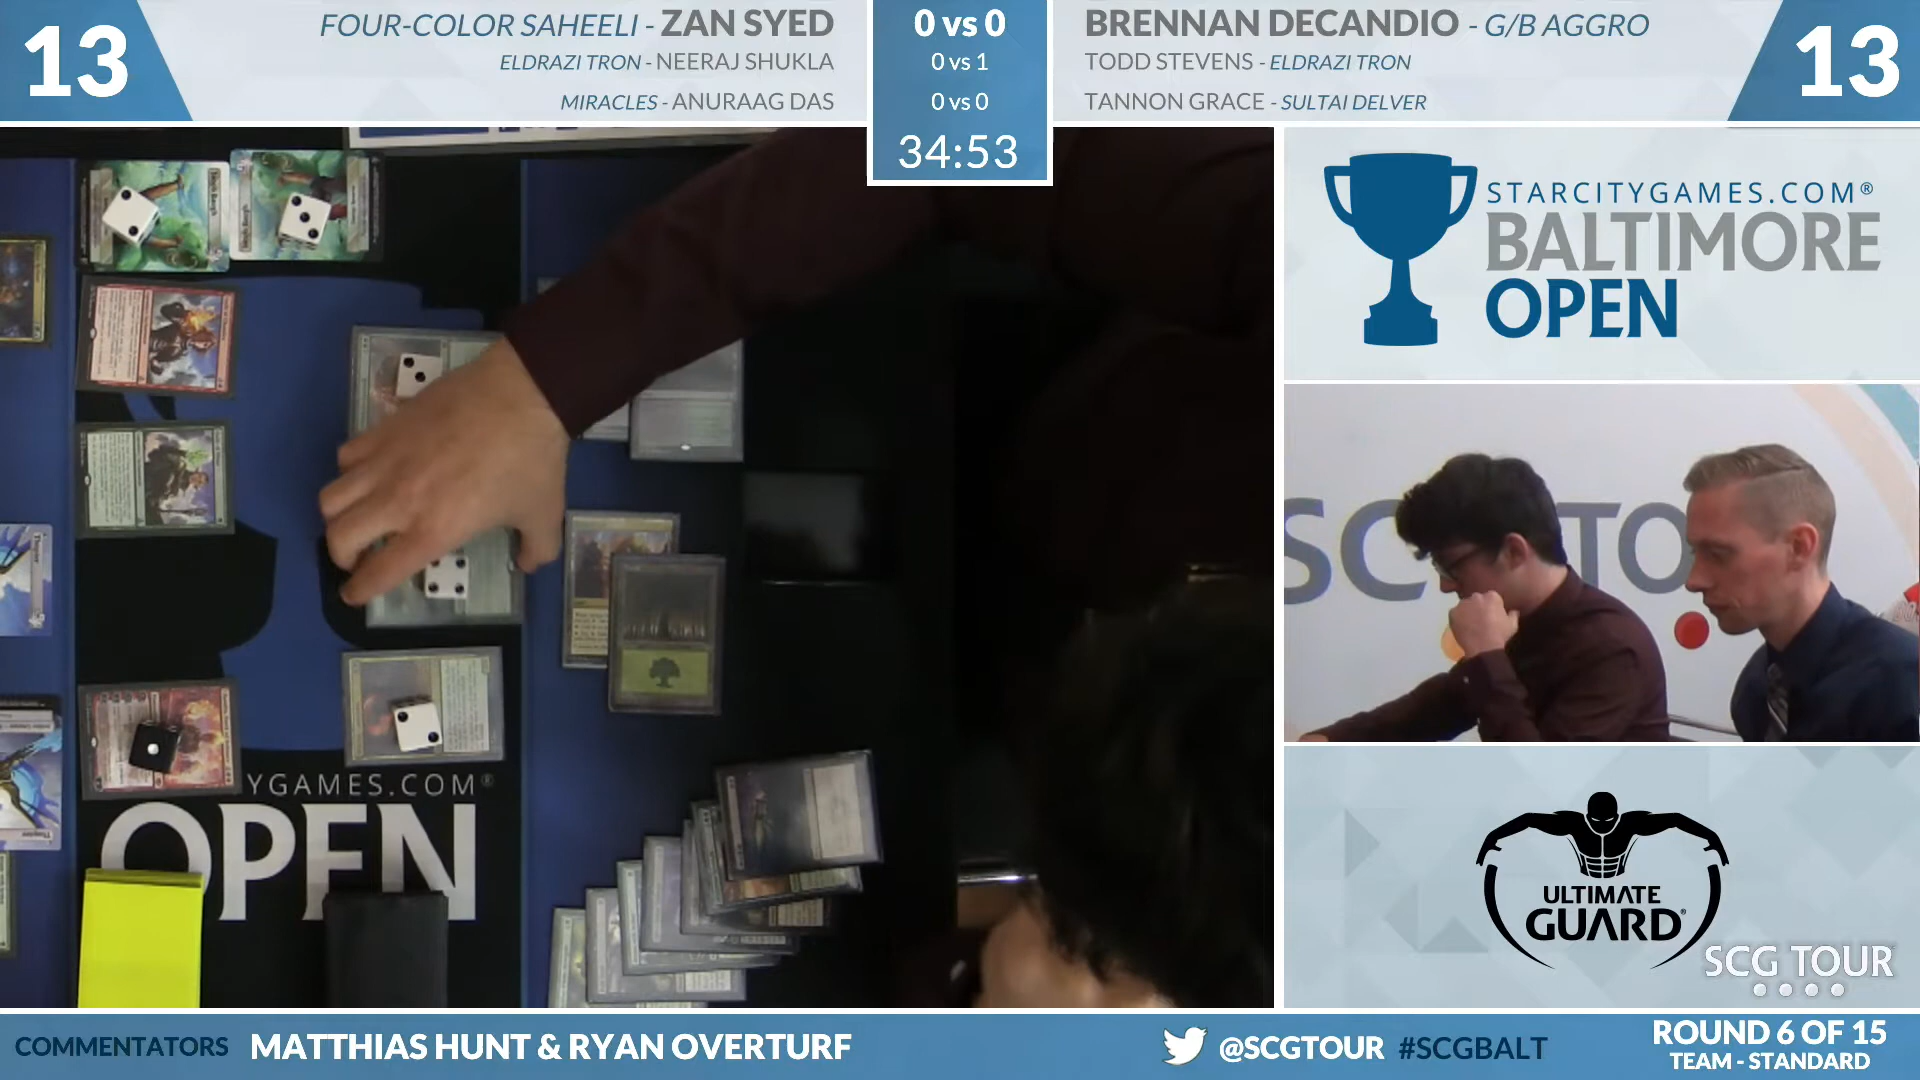 13
FOUR-COLOR SAHEELI - ZAN SYED
ELDRAZI TRON - NEERAJ SHUKLA
MIRACLES - ANURAAG DAS
0 vs 0
0 vs 1
0 vs 0
34:53
BRENNAN DECANDIO - G/B AGGRO
TODD STEVENS - ELDRAZI TRON
TANNON GRACE - SULTAI DELVER
13
STARCITYGAMES.COM®
BALTIMORE
OPEN
SCG TO
YGAMES.COM®
OPEN
ULTIMATE
GUARD®
SCG TOUR
COMMENTATORS MATTHIAS HUNT & RYAN OVERTURF
@SCGTOUR #SCGBALT
ROUND 6 OF 15
TEAM - STANDARD